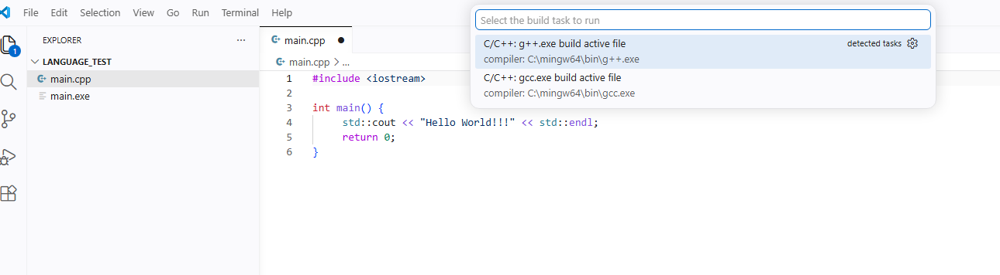 File Edit Selection View Go Run Terminal Help
Select the build task to run
C/C++: g++.exe build active file detected tasks
compiler: C:\mingw64\bin\g++.exe
C/C++: gcc.exe build active file
compiler: C:\mingw64\bin\gcc.exe
1
EXPLORER ...
LANGUAGE_TEST
main.cpp
main.exe
main.cpp
main.cpp > ...
1 #include <iostream>
2
3 int main() {
4 std::cout << "Hello World!!!" << std::endl;
5 return 0;
6 }